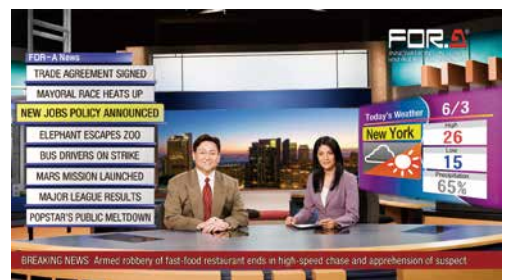 FOR.A
FOR-A News
TRADE AGREEMENT SIGNED
MAYORAL RACE HEATS UP
NEW JOBS POLICY ANNOUNCED
ELEPHANT ESCAPES ZOO
BUS DRIVERS ON STRIKE
MARS MISSION LAUNCHED
MAJOR LEAGUE RESULTS
POPSTAR'S PUBLIC MELTDOWN
Today's Weather
6/3
New York
High
26
Low
15
Precipitation
65%
BREAKING NEWS Armed robbery of fast-food restaurant ends in high-speed chase and apprehension of suspect